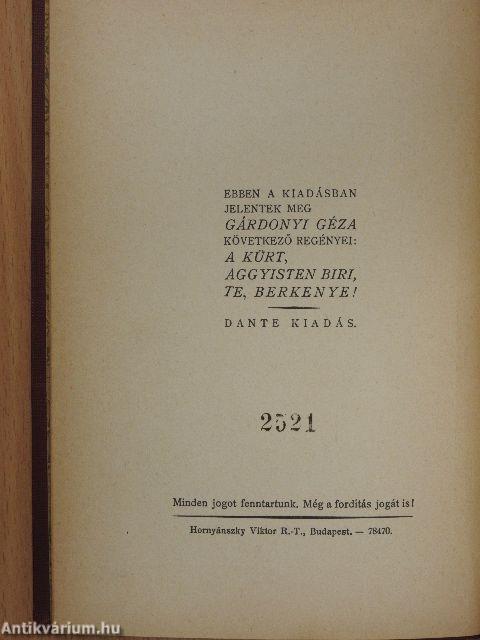 EBBEN A KIADÁSBAN
JELENTEK MEG
GÁRDONYI GÉZA
KÖVETKEZŐ REGÉNYEI:
A KÜRT,
AGGYISTEN BIRI,
TE, BERKENYE!
DANTE KIADÁS.
2521
Minden jogot fenntartunk. Még a fordítás jogát is!
Hornyánszky Viktor R.-T., Budapest. — 78470.
Antikvárium.hu